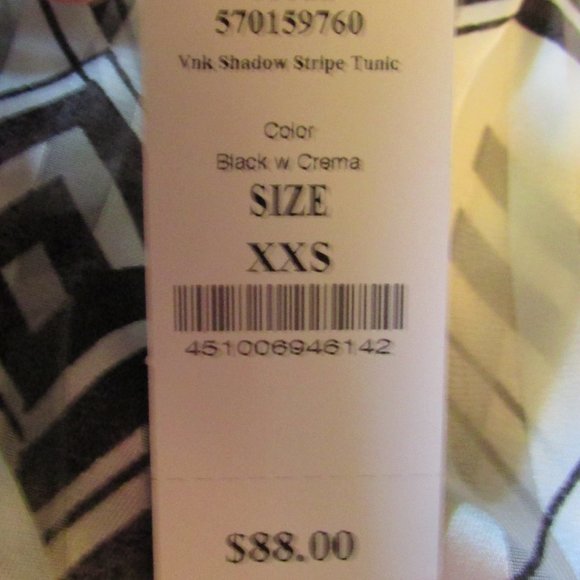 570159760
Vnk Shadow Stripe Tunic
Color
Black w Crema
SIZE
XXS
451006946142
$88.00